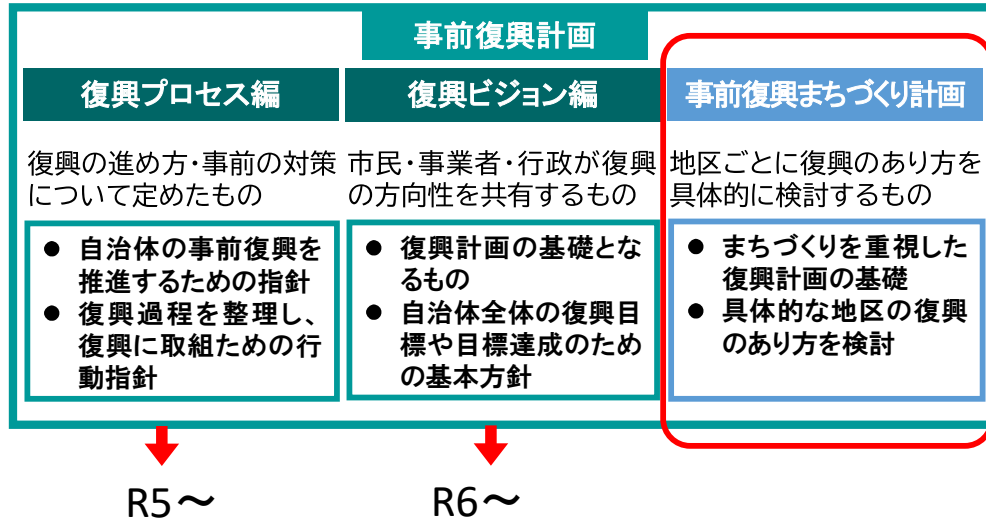 事前復興計画
復興プロセス編
復興の進め方・事前の対策
について定めたもの
● 自治体の事前復興を
推進するための指針
● 復興過程を整理し、
復興に取組ための行
動指針
R5～
復興ビジョン編
市民・事業者・行政が復興
の方向性を共有するもの
● 復興計画の基礎とな
るもの
● 自治体全体の復興目
標や目標達成のため
の基本方針
R6～
事前復興まちづくり計画
地区ごとに復興のあり方を
具体的に検討するもの
● まちづくりを重視した
復興計画の基礎
● 具体的な地区の復興
のあり方を検討